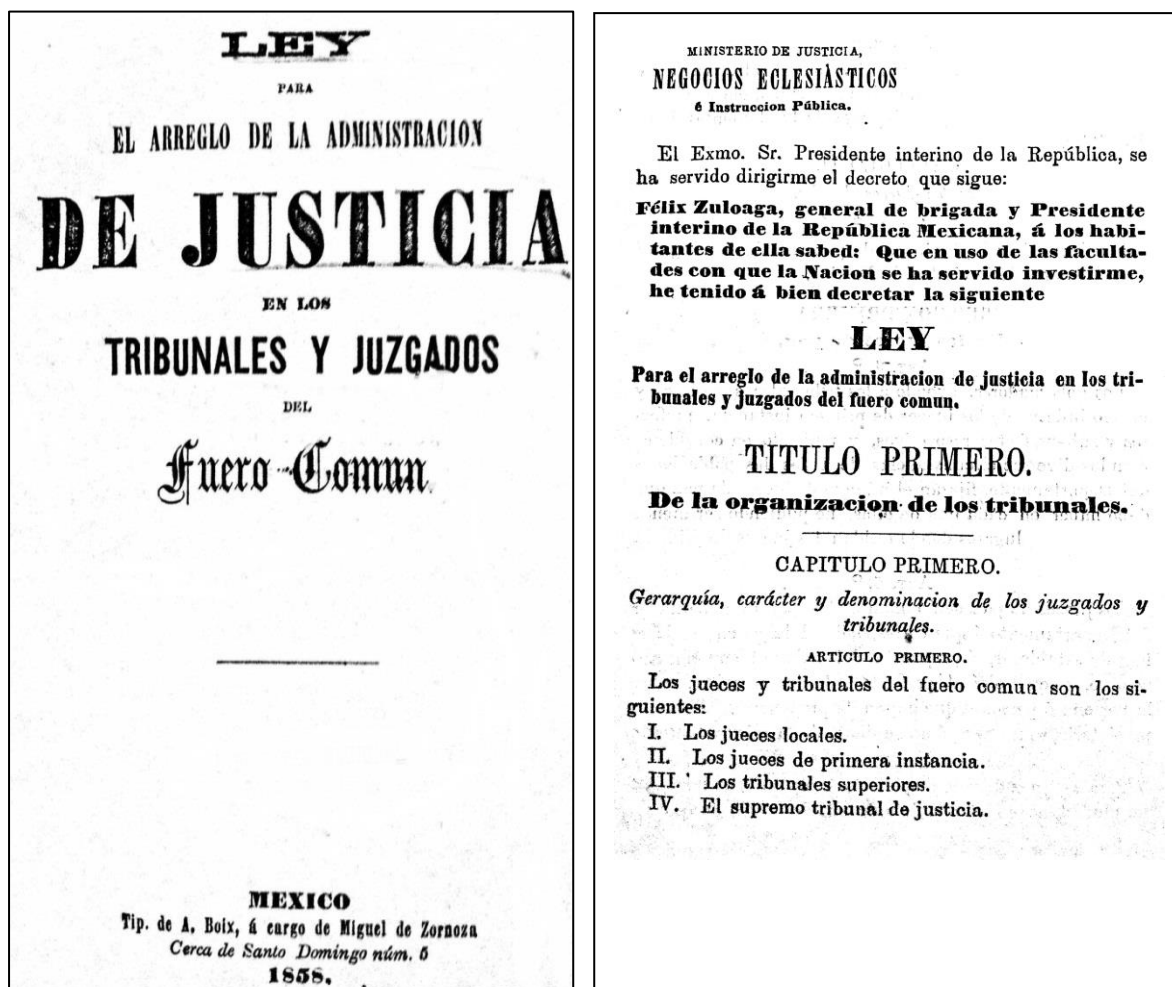 LEY
PARA
EL ARREGLO DE LA ADMINISTRACION
DE JUSTICIA
EN LOS
TRIBUNALES Y JUZGADOS
DEL
Fuero Comun
MEXICO
Tip. de A. Boix, á cargo de Miguel de Zornoza
Cerca de Santo Domingo núm. 5
1858.
MINISTERIO DE JUSTICIA,
NEGOCIOS ECLESIÀSTICOS
é Instruccion Pública.
El Exmo. Sr. Presidente interino de la República, se
ha servido dirigirme el decreto que sigue:
Félix Zuloaga, general de brigada y Presidente
interino de la República Mexicana, á los habi-
tantes de ella sabed: Que en uso de las faculta-
des con que la Nacion se ha servido investirme,
he tenido á bien decretar la siguiente
LEY
Para el arreglo de la administracion de justicia en los tri-
bunales y juzgados del fuero comun.
TITULO PRIMERO.
De la organizacion de los tribunales.
CAPITULO PRIMERO.
Gerarquía, carácter y denominacion de los juzgados y
tribunales.
ARTICULO PRIMERO.
Los jueces y tribunales del fuero comun son los si-
guientes:
I. Los jueces locales.
II. Los jueces de primera instancia.
III. Los tribunales superiores.
IV. El supremo tribunal de justicia.